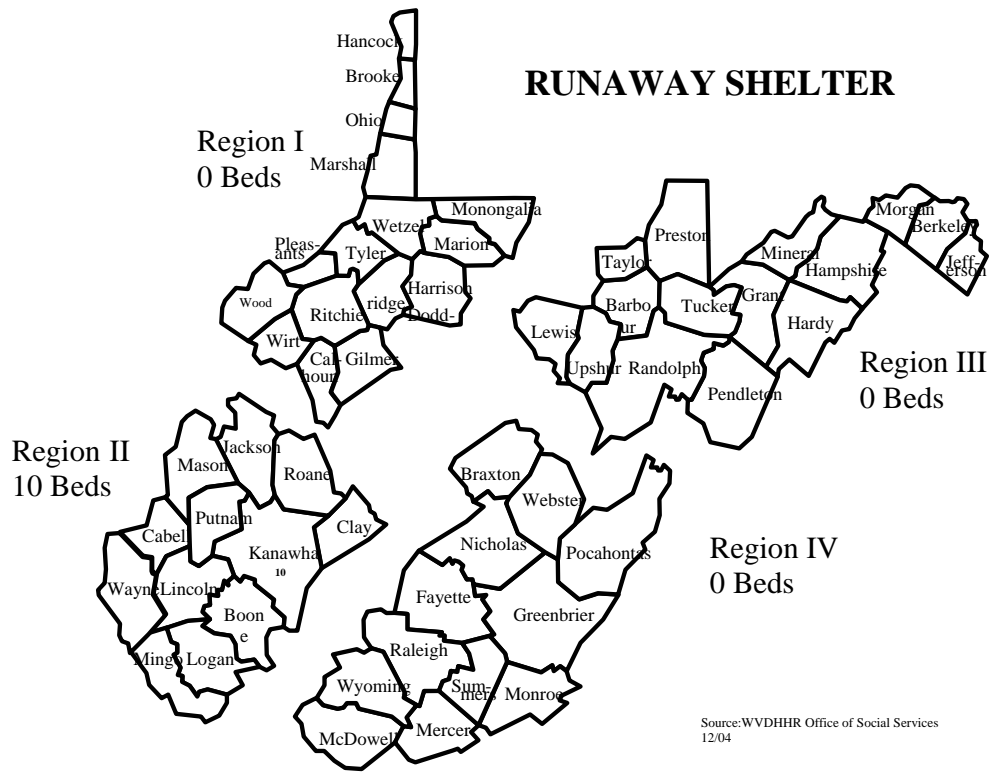 RUNAWAY SHELTER
Region I
0 Beds
Hancock
Brooke
Ohio
Marshall
Wetzel
Monongalia
Marion
Pleas-
ants
Tyler
Wood
Ritchie
ridge
Harrison
Dodd-
Wirt
Cal-
houn
Gilmer
Region III
0 Beds
Preston
Taylor
Barbo
ur
Tucker
Grant
Mineral
Hampshire
Morgan
Berkeley
Jeff-
erson
Hardy
Lewis
Upshur
Randolph
Pendleton
Region II
10 Beds
Mason
Jackson
Roane
Putnam
Cabell
Clay
Kanawha
10
Wayne
Lincoln
Boon
e
Mingo
Logan
Region IV
0 Beds
Braxton
Webster
Nicholas
Pocahontas
Fayette
Greenbrier
Raleigh
Wyoming
Sum-
mers
Monroe
McDowell
Mercer
Source:WVDHHR Office of Social Services
12/04